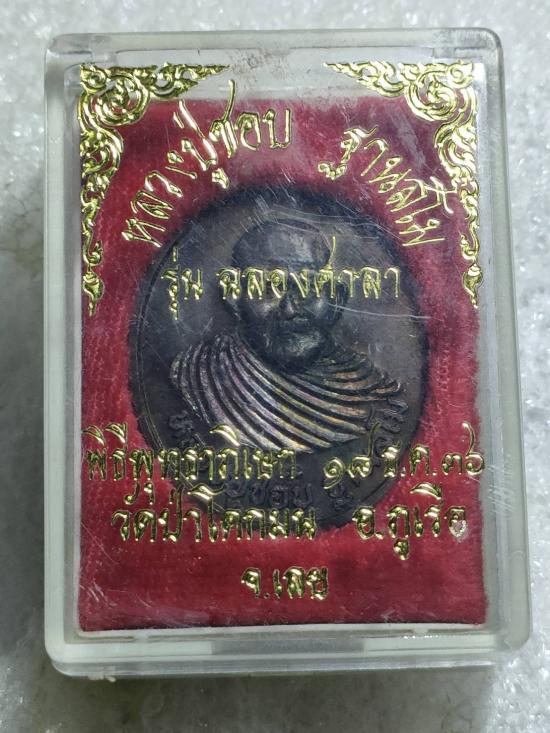 หลวงปู่ชอบ ฐานสโม
รุ่น ฉลองศาลา
พิธีพุทธาภิเษก ๑๘ ธ.ค. ๓๖
วัดป่าโคกมน อ.ภูเรือ
จ.เลย